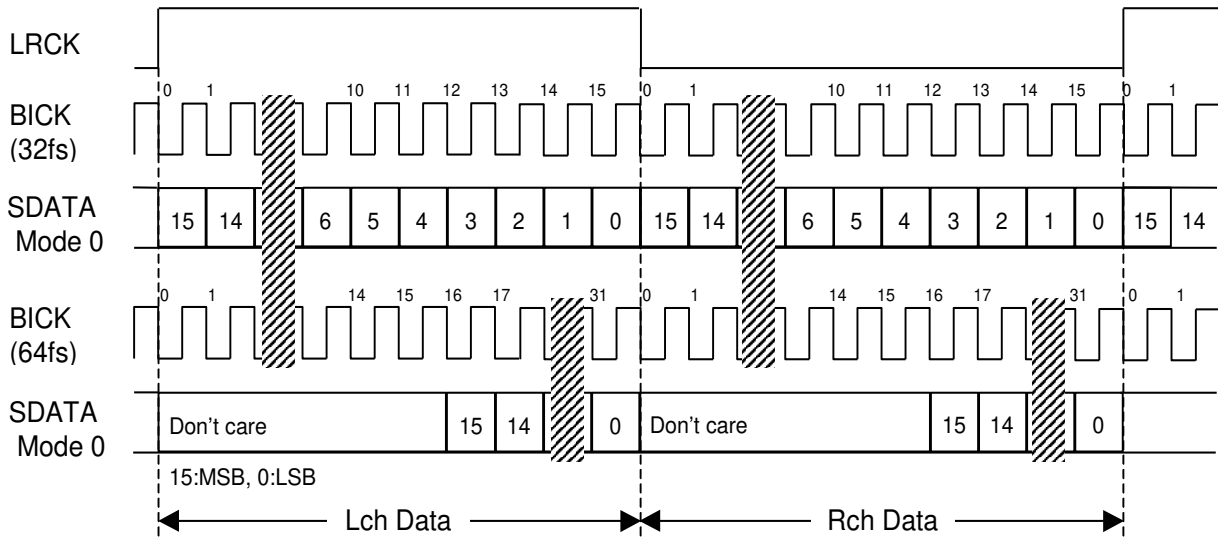 LRCK
0 1 10 11 12 13 14 15 0 1 10 11 12 13 14 15 0 1
BICK
(32fs)
SDATA
Mode 0
15 14 6 5 4 3 2 1 0 15 14 6 5 4 3 2 1 0 15 14
0 1 14 15 16 17 31 0 1 14 15 16 17 31 0 1
BICK
(64fs)
SDATA
Mode 0
Don't care 15 14 0 Don't care 15 14 0
15:MSB, 0:LSB
Lch Data Rch Data